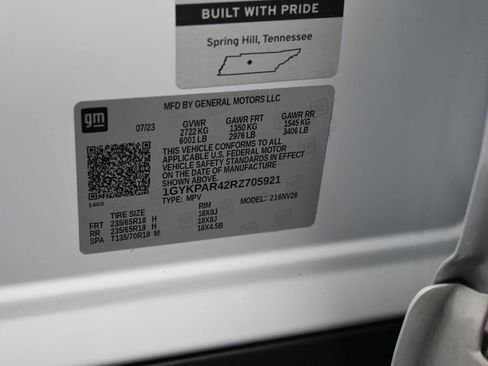 BUILT WITH PRIDE
Spring Hill, Tennessee
MFD BY GENERAL MOTORS LLC
gm
07/23
GVWR GAWR FRT GAWR RR
2722 KG 1350 KG 1545 KG
6001 LB 2976 LB 3406 LB
THIS VEHICLE CONFORMS TO ALL
APPLICABLE U.S. FEDERAL MOTOR
VEHICLE SAFETY STANDARDS IN EFFECT
ON THE DATE OF MANUFACTURE
SHOWN ABOVE.
1GYKPAR42RZ705921
TYPE: MPV MODEL: 216NV26
140X
TIRE SIZE RIM
FRT 235/65R18 H 18X8J
RR 235/65R18 H 18X8J
SPA T135/70R18 M 18X4.5B